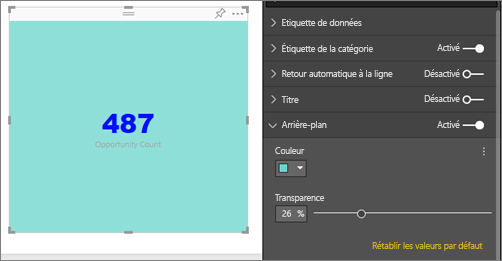 487
Opportunity Count
Etiquette de données
Étiquette de la catégorie Activé
Retour automatique à la ligne Désactivé
Titre Désactivé
Arrière-plan Activé
Couleur
Transparence
26 %
Rétablir les valeurs par défaut